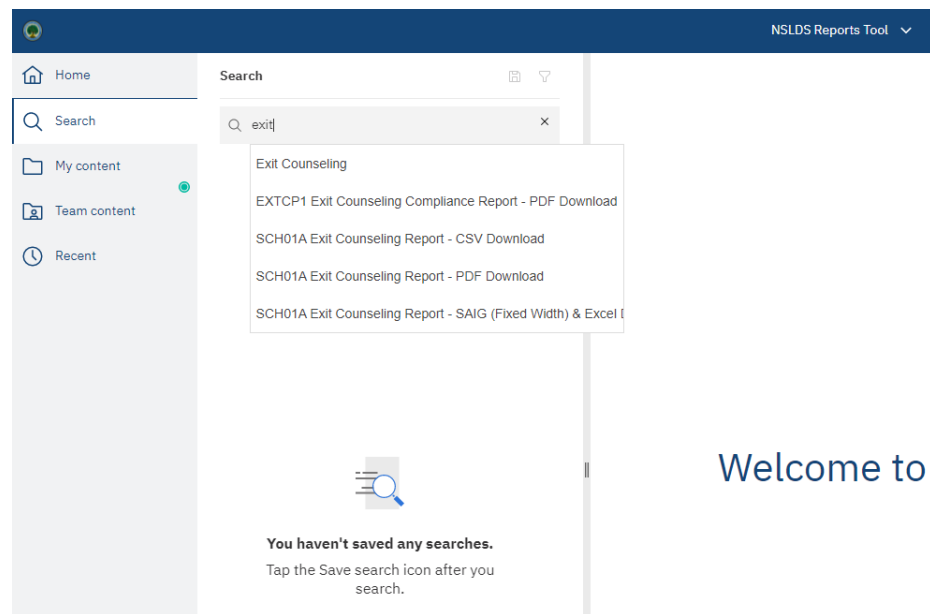 NSLDS Reports Tool
Home
Search
My content
Team content
Recent
Search
exit
Exit Counseling
EXTCP1 Exit Counseling Compliance Report - PDF Download
SCH01A Exit Counseling Report - CSV Download
SCH01A Exit Counseling Report - PDF Download
SCH01A Exit Counseling Report - SAIG (Fixed Width) & Excel
You haven't saved any searches.
Tap the Save search icon after you
search.
Welcome to